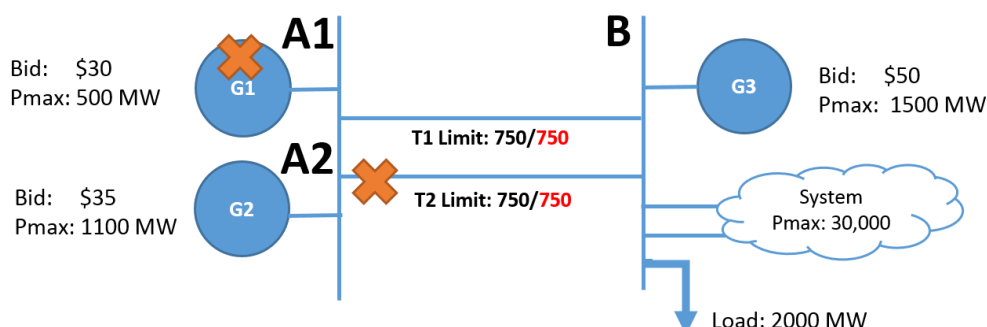 A1
B
Bid: $30
Pmax: 500 MW
G1
G3
Bid: $50
Pmax: 1500 MW
T1 Limit: 750/750
A2
Bid: $35
Pmax: 1100 MW
G2
T2 Limit: 750/750
System
Pmax: 30,000
Load: 2000 MW